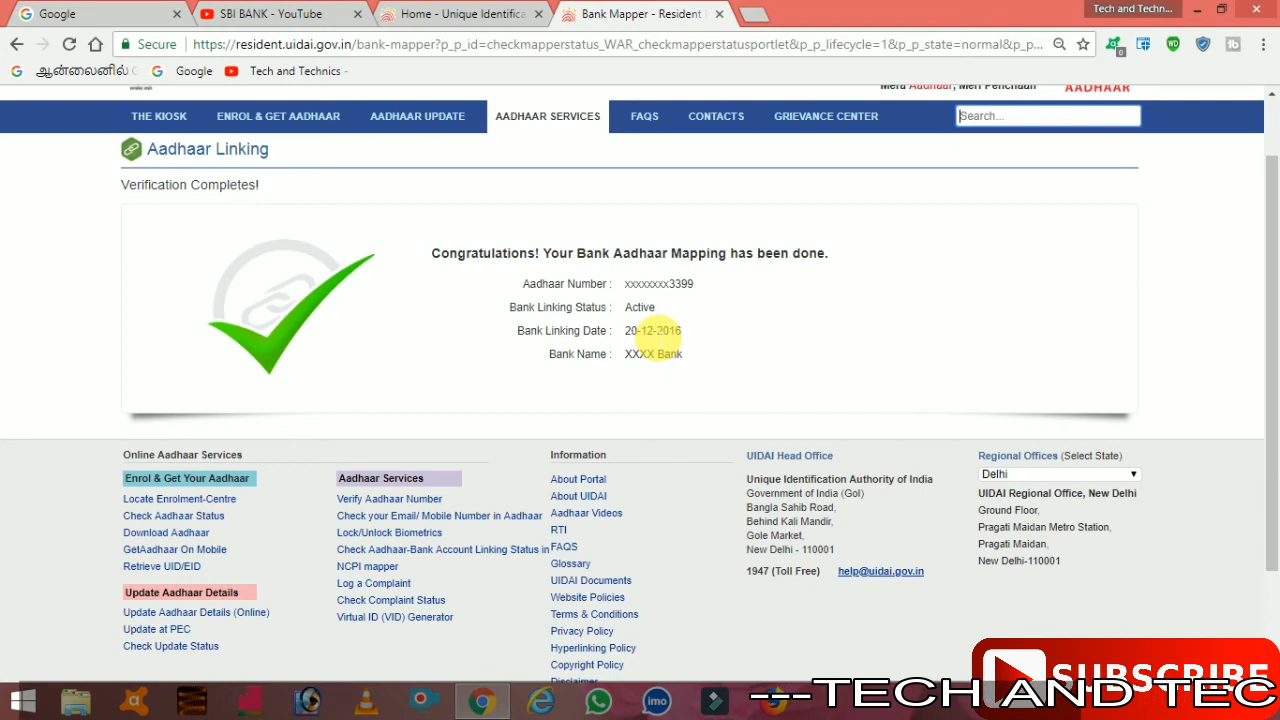 Google
SBI BANK - YouTube
Home - Unique Identifica
Bank Mapper - Resident
Tech and Techn...
Secure
https://resident.uidai.gov.in/bank-mapper?p_p_id=checkmapperstatus_WAR_checkmapperstatusportlet&p_p_lifecycle=1&p_p_state=normal&p_p...
ஆன்லைனில்
Google
Tech and Technics -
Mera Aadhaar, Meri Pehchaan
AADHAAR
THE KIOSK
ENROL & GET AADHAAR
AADHAAR UPDATE
AADHAAR SERVICES
FAQS
CONTACTS
GRIEVANCE CENTER
Search...
Aadhaar Linking
Verification Completes!
Congratulations! Your Bank Aadhaar Mapping has been done.
Aadhaar Number : xxxxxxxx3399
Bank Linking Status : Active
Bank Linking Date : 20-12-2016
Bank Name : XXXX Bank
Online Aadhaar Services
Enrol & Get Your Aadhaar
Locate Enrolment-Centre
Check Aadhaar Status
Download Aadhaar
GetAadhaar On Mobile
Retrieve UID/EID
Update Aadhaar Details
Update Aadhaar Details (Online)
Update at PEC
Check Update Status
Aadhaar Services
Verify Aadhaar Number
Check your Email/ Mobile Number in Aadhaar
Lock/Unlock Biometrics
Check Aadhaar-Bank Account Linking Status in
NPCI mapper
Log a Complaint
Check Complaint Status
Virtual ID (VID) Generator
Information
About Portal
About UIDAI
Aadhaar Videos
RTI
FAQS
Glossary
UIDAI Documents
Website Policies
Terms & Conditions
Privacy Policy
Hyperlinking Policy
Copyright Policy
Disclaimer
UIDAI Head Office
Unique Identification Authority of India
Government of India (GoI)
Bangla Sahib Road,
Behind Kali Mandir,
Gole Market,
New Delhi - 110001
1947 (Toll Free) help@uidai.gov.in
Regional Offices (Select State)
Delhi
UIDAI Regional Office, New Delhi
Ground Floor,
Pragati Maidan Metro Station,
Pragati Maidan,
New Delhi-110001
SUBSCRIBE
----TECH AND TEC
imo